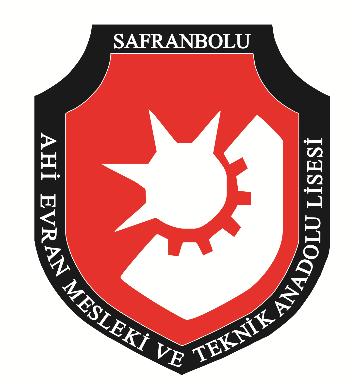 SAFRANBOLU
AHİ EVRAN MESLEKİ VE TEKNİK ANADOLU LİSESİ